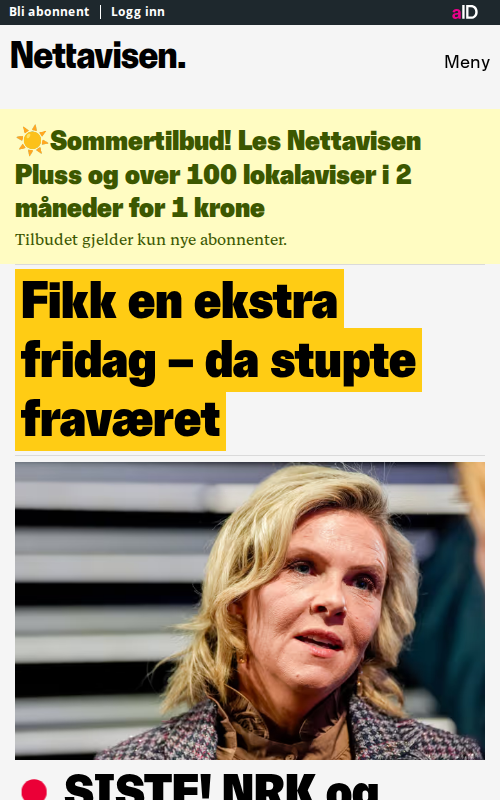 Bli abonnent | Logg inn
aID
Nettavisen.
Meny
☀️Sommertilbud! Les Nettavisen
Pluss og over 100 lokalaviser i 2
måneder for 1 krone
Tilbudet gjelder kun nye abonnenter.
Fikk en ekstra
fridag – da stupte
fraværet
SISTE! NRK og